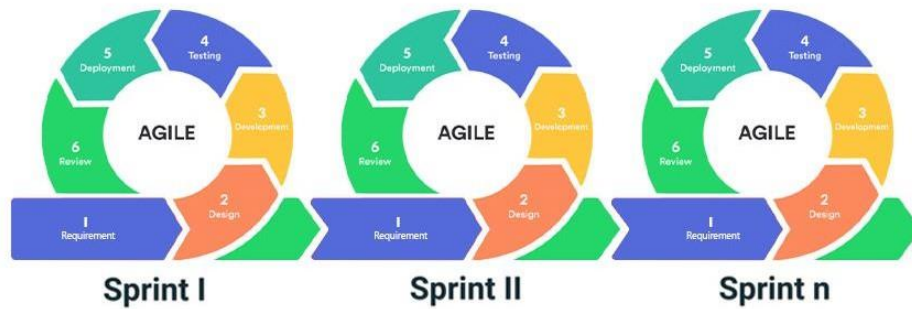 5
Deployment
4
Testing
3
Development
AGILE
6
Review
2
Design
1
Requirement
Sprint I
5
Deployment
4
Testing
3
Development
AGILE
6
Review
2
Design
1
Requirement
Sprint II
5
Deployment
4
Testing
3
Development
AGILE
6
Review
2
Design
1
Requirement
Sprint n